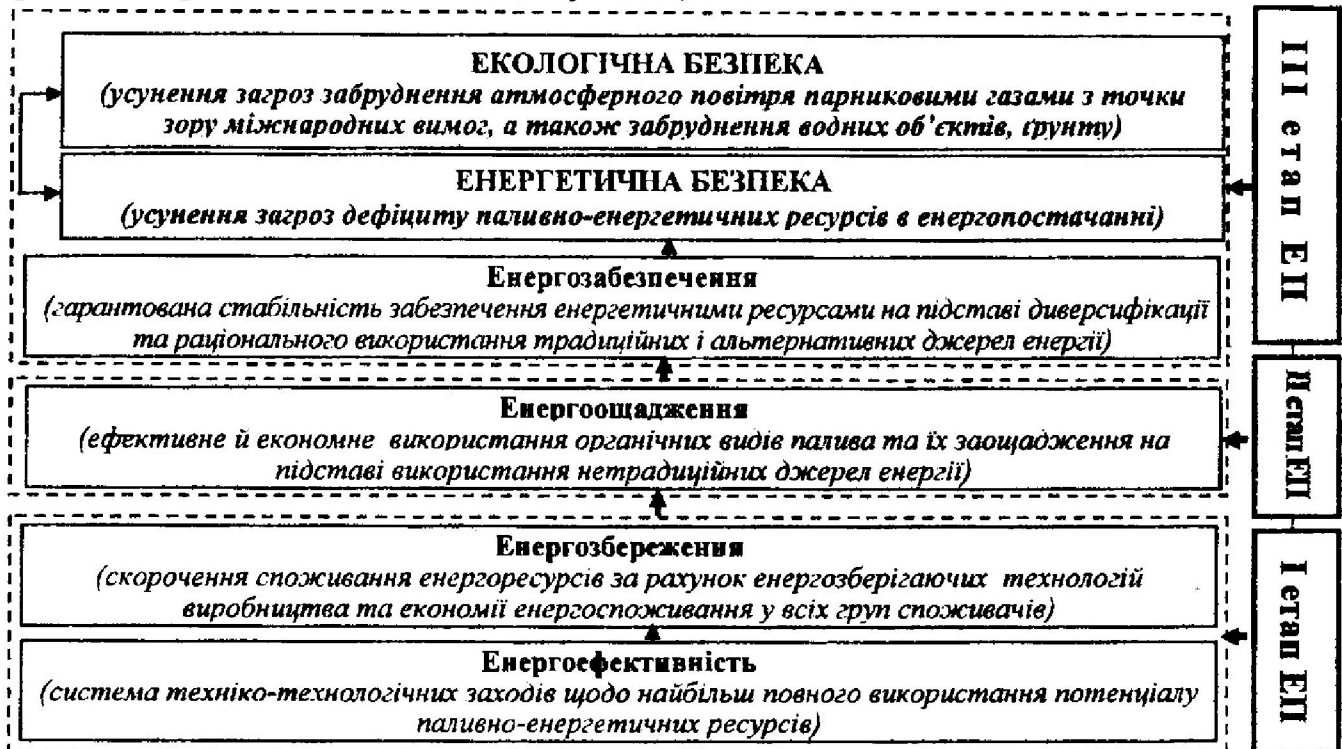 ЕКОЛОГІЧНА БЕЗПЕКА
(усунення загроз забруднення атмосферного повітря парниковими газами з точки
зору міжнародних вимог, а також забруднення водних об’єктів, ґрунту)
ЕНЕРГЕТИЧНА БЕЗПЕКА
(усунення загроз дефіциту паливно-енергетичних ресурсів в енергопостачанні)
Енергозабезпечення
(гарантована стабільність забезпечення енергетичними ресурсами на підставі диверсифікації
та раціонального використання традиційних і альтернативних джерел енергії)
ІІІ етап ЕП
Енергоощадження
(ефективне й економне використання органічних видів палива та їх заощадження на
підставі використання нетрадиційних джерел енергії)
ІІ етап ЕП
Енергозбереження
(скорочення споживання енергоресурсів за рахунок енергозберігаючих технологій
виробництва та економії енергоспоживання у всіх груп споживачів)
Енергоефективність
(система техніко-технологічних заходів щодо найбільш повного використання потенціалу
паливно-енергетичних ресурсів)
І етап ЕП